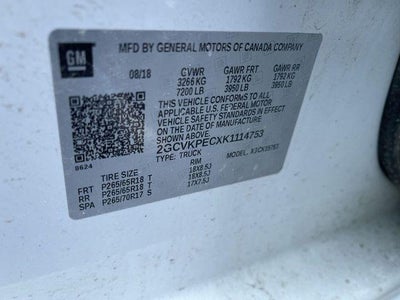 GM
MFD BY GENERAL MOTORS OF CANADA COMPANY
08/18 GVWR GAWR FRT GAWR RR
3266 KG 1792 KG 1792 KG
7200 LB 3950 LB 3950 LB
THIS VEHICLE CONFORMS TO ALL
APPLICABLE U.S. FEDERAL MOTOR
VEHICLE SAFETY STANDARDS IN EFFECT
ON THE DATE OF MANUFACTURE
SHOWN ABOVE.
2GCVKPECXK1114753
TYPE: TRUCK MODEL:
8624
TIRE SIZE RIM
FRT P265/65R18 T 18X8.5J
RR P265/65R18 T 18X8.5J
SPA P265/70R17 S 17X7.5J